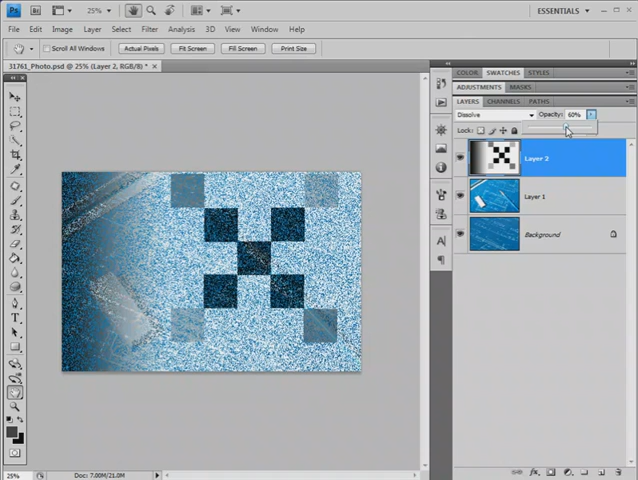 Ps 25% ESSENTIALS
File Edit Image Layer Select Filter Analysis 3D View Window Help
Scroll All Windows Actual Pixels Fit Screen Fill Screen Print Size
31761_Photo.psd @ 25% (Layer 2, RGB/8) *
COLOR SWATCHES STYLES
ADJUSTMENTS MASKS
LAYERS CHANNELS PATHS
Dissolve Opacity: 60%
Lock:
Layer 2
Layer 1
Background
25% Doc: 7.00M/21.0M